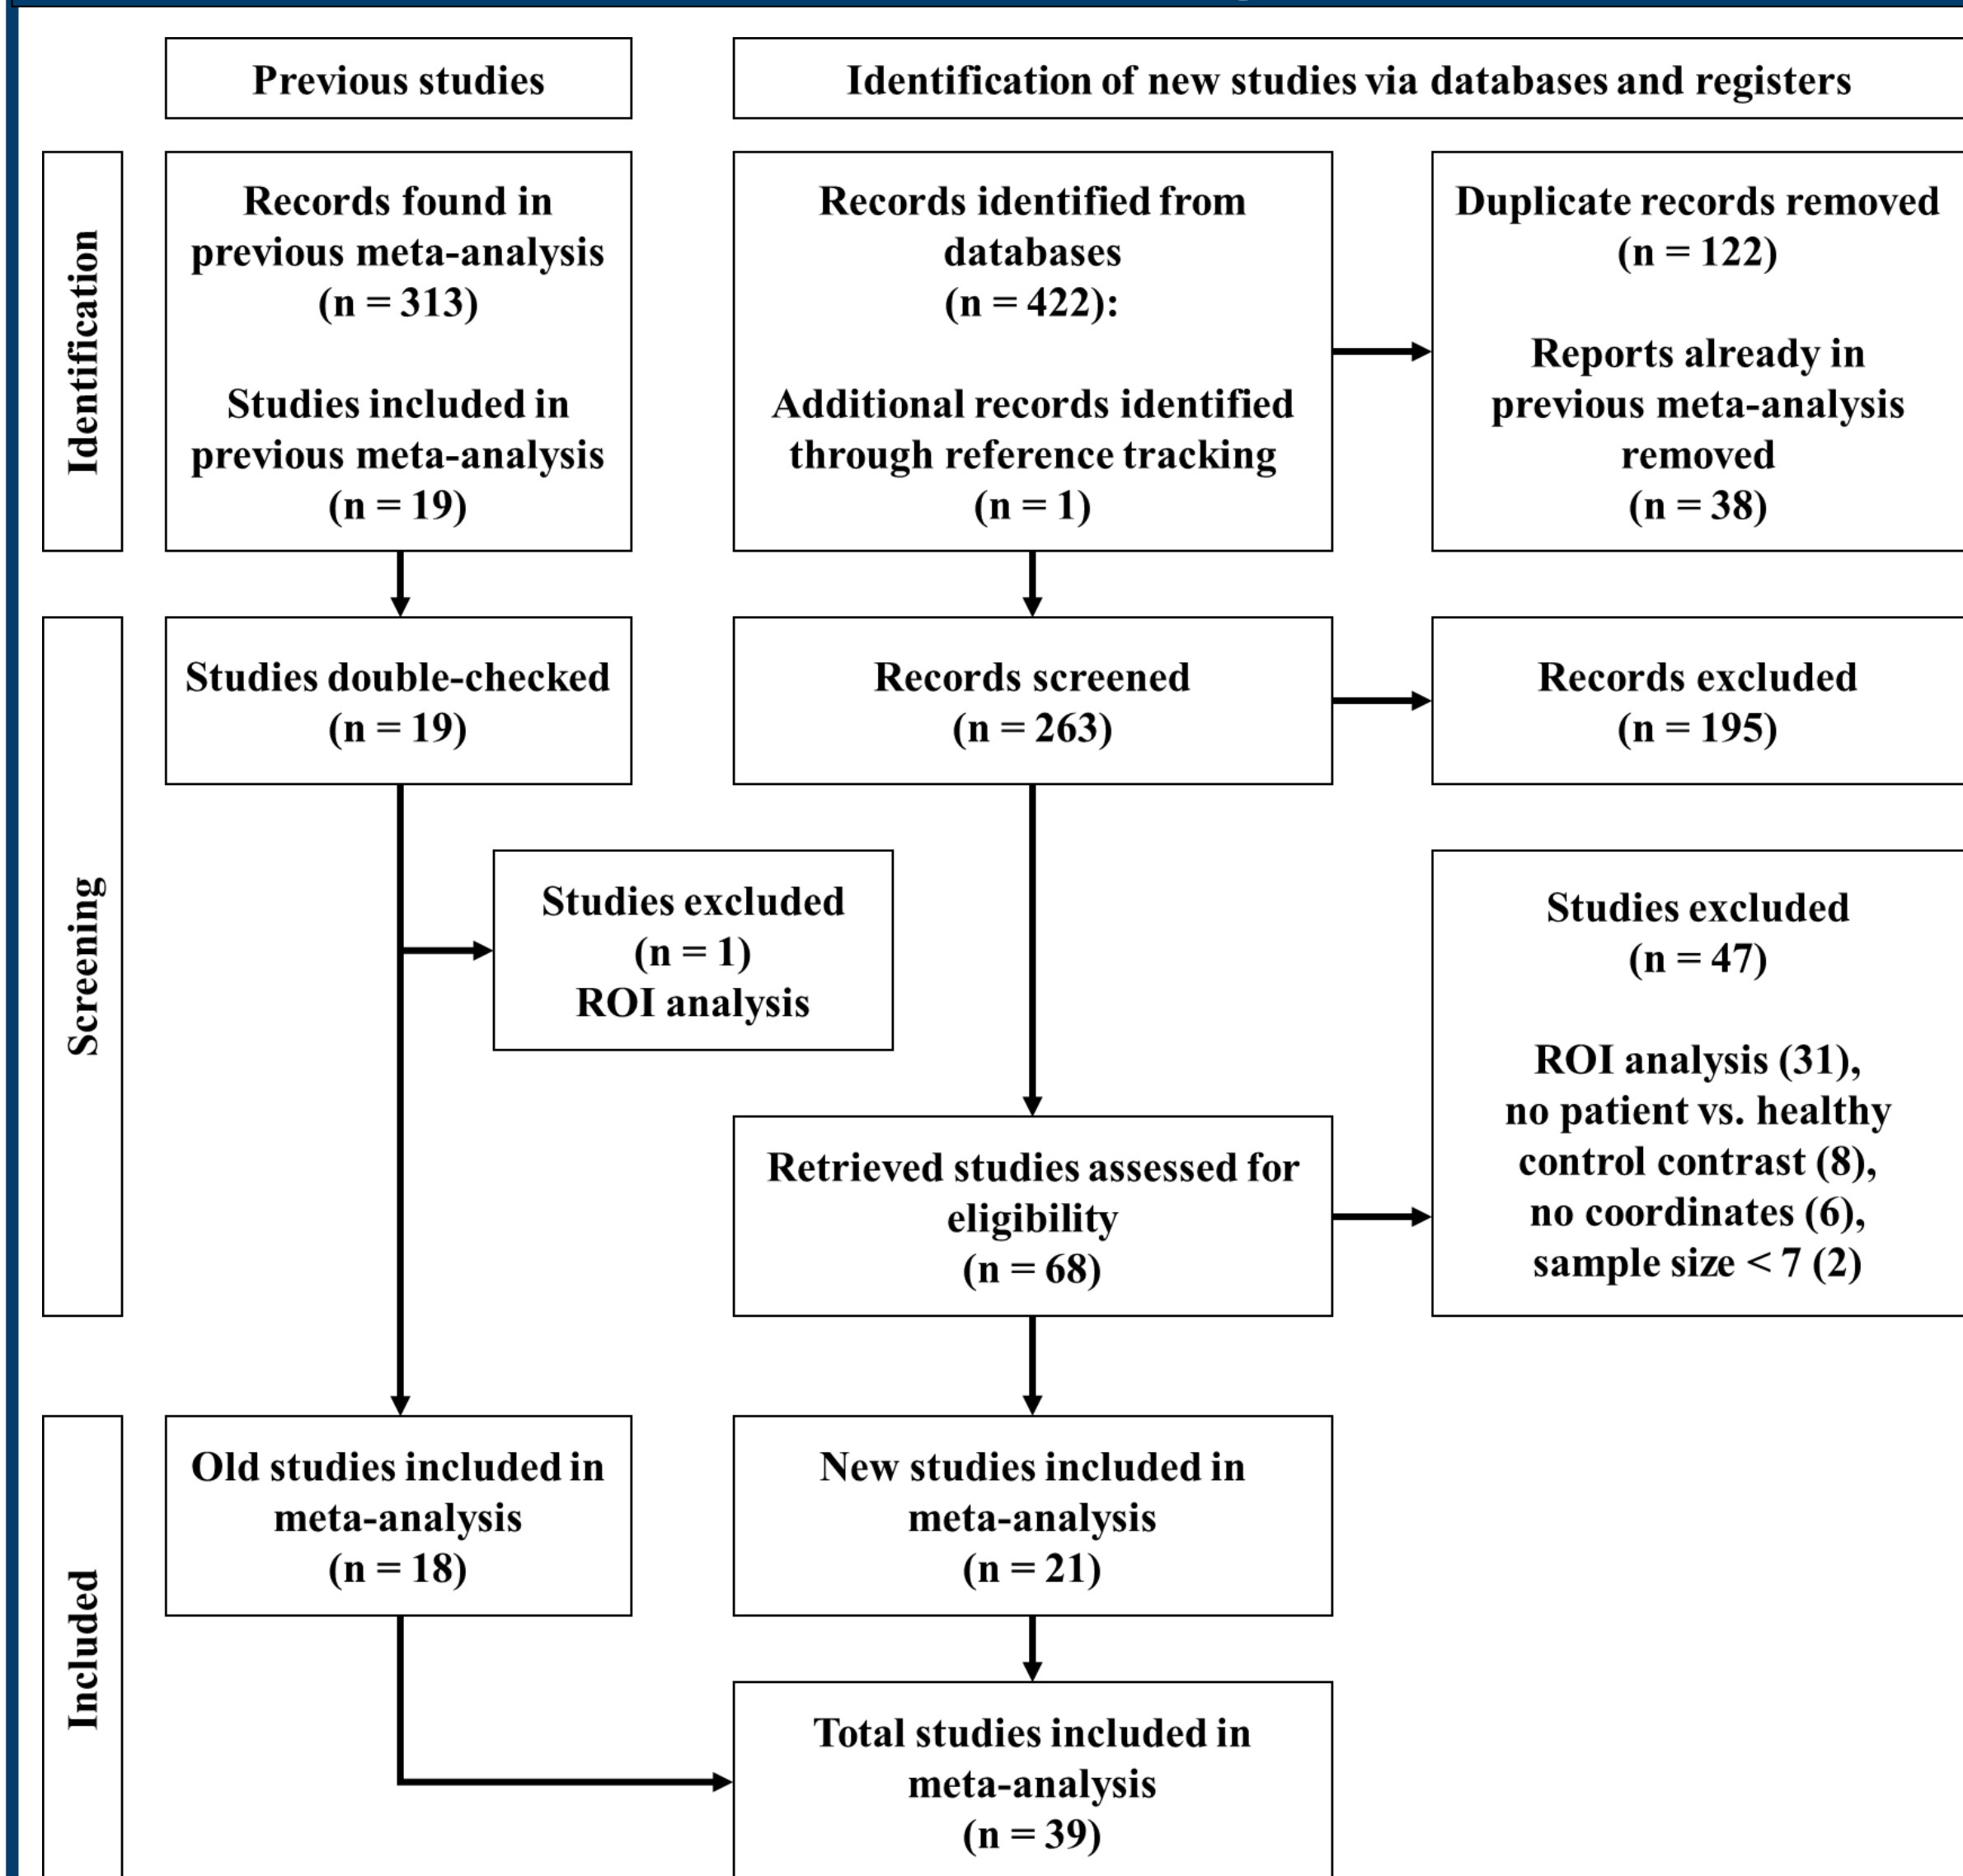 Previous studies
Identification of new studies via databases and registers
Identification
Records found in
previous meta-analysis
(n = 313)
Studies included in
previous meta-analysis
(n = 19)
Records identified from
databases
(n = 422):
Additional records identified
through reference tracking
(n = 1)
Duplicate records removed
(n = 122)
Reports already in
previous meta-analysis
removed
(n = 38)
Screening
Studies double-checked
(n = 19)
Records screened
(n = 263)
Records excluded
(n = 195)
Studies excluded
(n = 1)
ROI analysis
Retrieved studies assessed for
eligibility
(n = 68)
Studies excluded
(n = 47)
ROI analysis (31),
no patient vs. healthy
control contrast (8),
no coordinates (6),
sample size < 7 (2)
Included
Old studies included in
meta-analysis
(n = 18)
New studies included in
meta-analysis
(n = 21)
Total studies included in
meta-analysis
(n = 39)